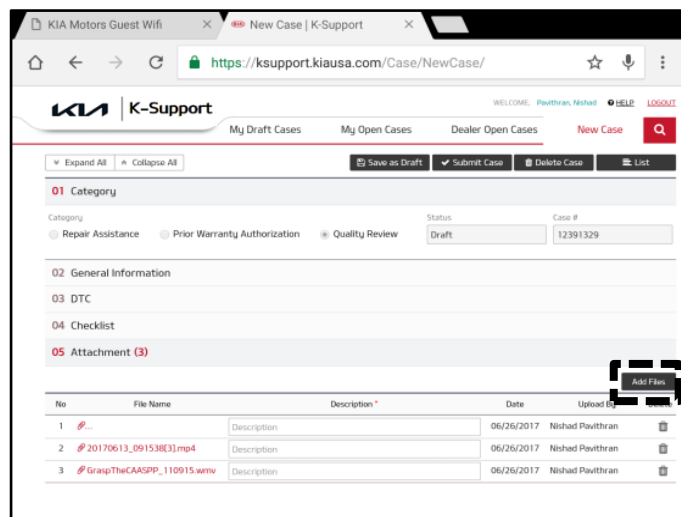 KIA Motors Guest Wifi
New Case | K-Support
https://ksupport.kiausa.com/Case/NewCase/
KIA | K-Support
WELCOME, Pavithran, Nishad HELP LOGOUT
My Draft Cases My Open Cases Dealer Open Cases New Case
Expand All Collapse All Save as Draft Submit Case Delete Case List
01 Category
Category Status Case #
Repair Assistance Prior Warranty Authorization Quality Review Draft 12391329
02 General Information
03 DTC
04 Checklist
05 Attachment (3)
Add Files
No File Name Description * Date Upload By Delete
1 ... Description 06/26/2017 Nishad Pavithran
2 20170613_091538[3].mp4 Description 06/26/2017 Nishad Pavithran
3 GraspTheCAASPP_110915.wmv Description 06/26/2017 Nishad Pavithran